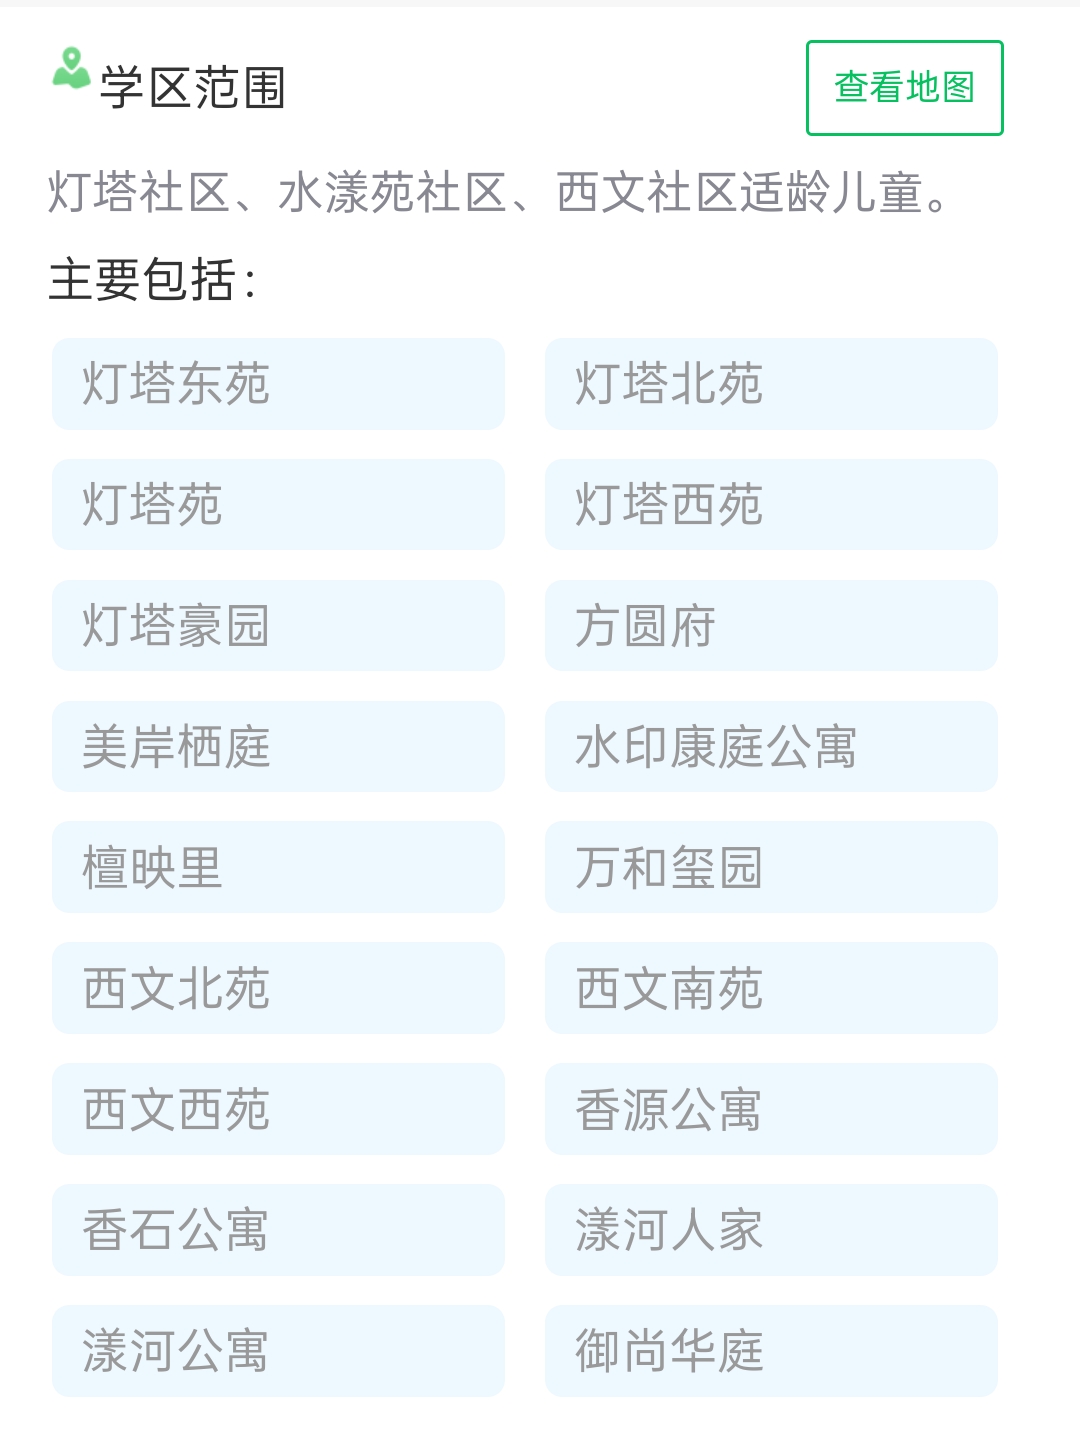 学区范围
查看地图
灯塔社区、水漾苑社区、西文社区适龄儿童。
主要包括:
灯塔东苑
灯塔北苑
灯塔苑
灯塔西苑
灯塔豪园
方圆府
美岸栖庭
水印康庭公寓
檀映里
万和玺园
西文北苑
西文南苑
西文西苑
香源公寓
香石公寓
漾河人家
漾河公寓
御尚华庭